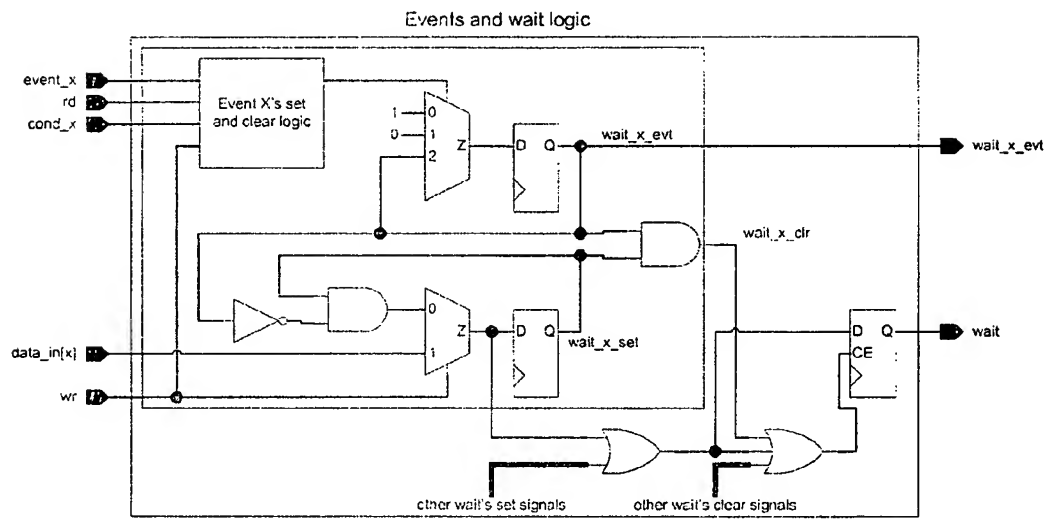 Events and wait logic
event_x
rd
cond_x
Event X's set
and clear logic
1
0
0
1
2
Z
D
Q
wait_x_evt
wait_x_evt
wait_x_clr
0
1
Z
D
Q
wait_x_set
data_in[x]
wr
D
Q
CE
wait
other wait's set signals
other wait's clear signals